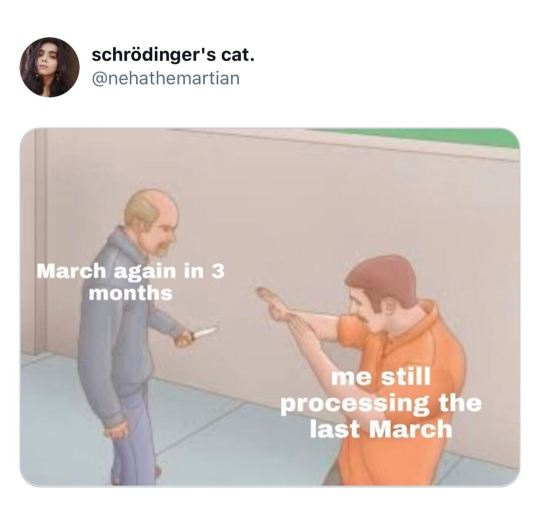 schrödinger's cat.
@nehathemartian
March again in 3
months
me still
processing the
last March